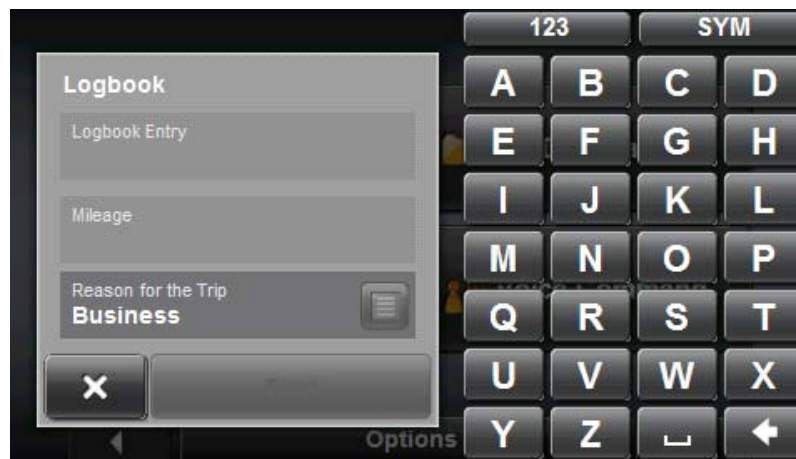 Logbook
Logbook Entry
Mileage
Reason for the Trip
Business
Options
123 SYM
A B C D
E F G H
I J K L
M N O P
Q R S T
U V W X
Y Z